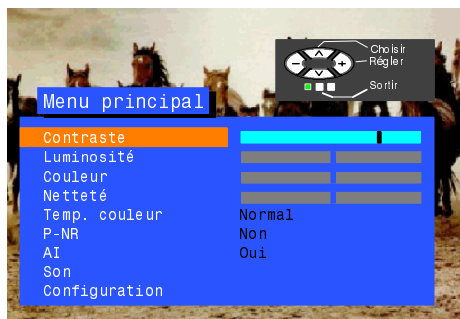 Choisir
Régler
Sortir
Menu principal
Contraste
Luminosité
Couleur
Netteté
Temp. couleur Normal
P-NR Non
AI Oui
Son
Configuration